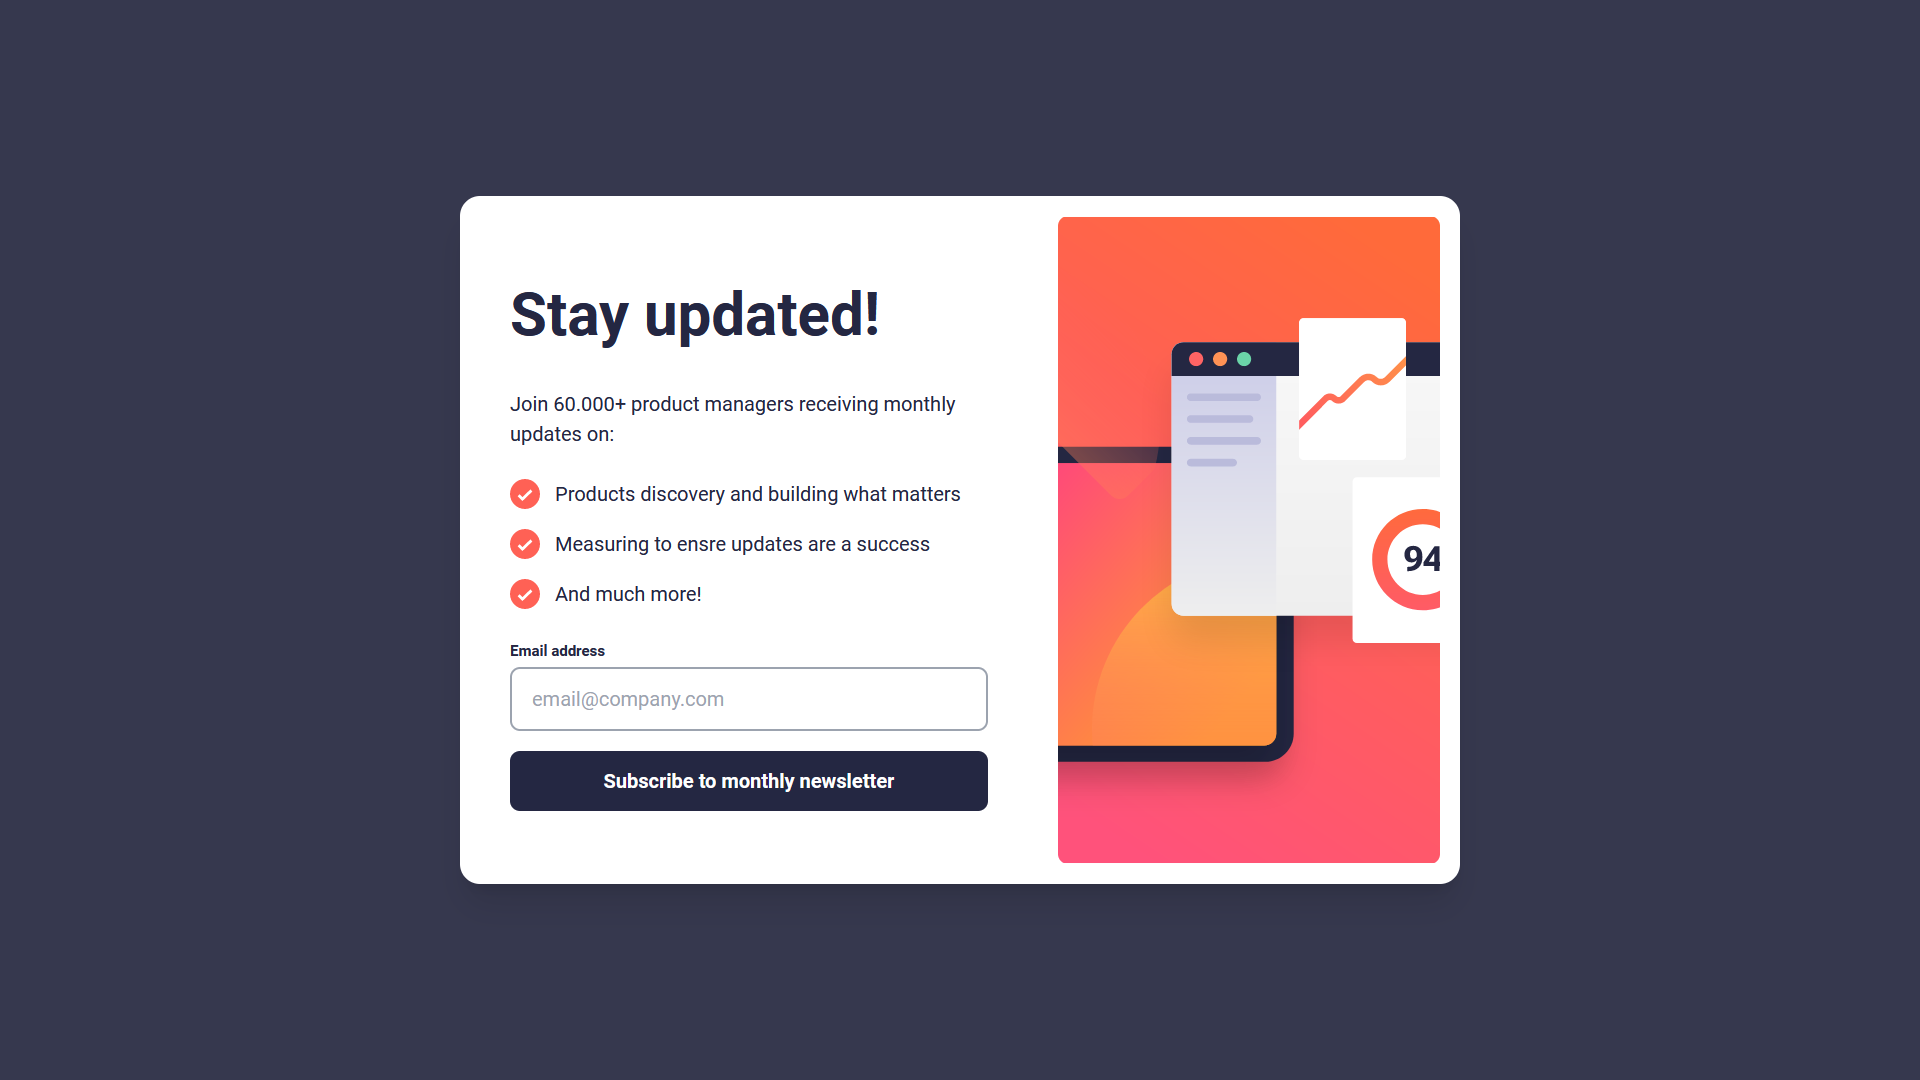 Stay updated!
Join 60.000+ product managers receiving monthly
updates on:
Products discovery and building what matters
Measuring to ensre updates are a success
And much more!
Email address
email@company.com
Subscribe to monthly newsletter
94